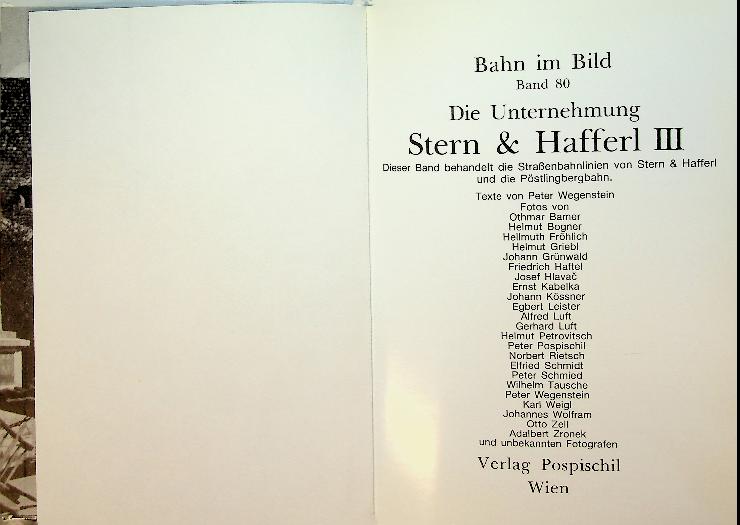 Bahn im Bild
Band 80
Die Unternehmung
Stern & Hafferl III
Dieser Band behandelt die Straßenbahnlinien von Stern & Hafferl
und die Pöstlingbergbahn.
Texte von Peter Wegenstein
Fotos von
Othmar Bamer
Helmut Bogner
Hellmuth Fröhlich
Helmut Griebl
Johann Grünwald
Friedrich Haftel
Josef Hlavač
Ernst Kabelka
Johann Kössner
Egbert Leister
Alfred Luft
Gerhard Luft
Helmut Petrovitsch
Peter Pospischil
Norbert Rietsch
Elfried Schmidt
Peter Schmied
Wilhelm Tausche
Peter Wegenstein
Karl Weigl
Johannes Wolfram
Otto Zell
Adalbert Zronek
und unbekannten Fotografen
Verlag Pospischil
Wien